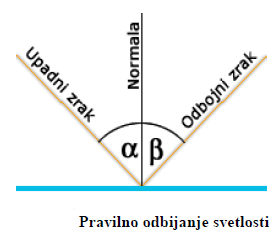 Upadni zrak
Normala
Odbojni zrak
α
β
Pravilno odbijanje svetlosti